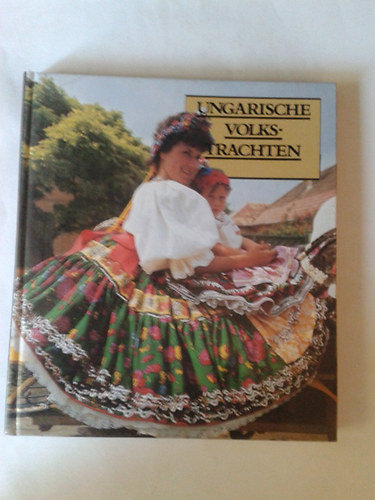 UNGARISCHE
VOLKS-
TRACHTEN